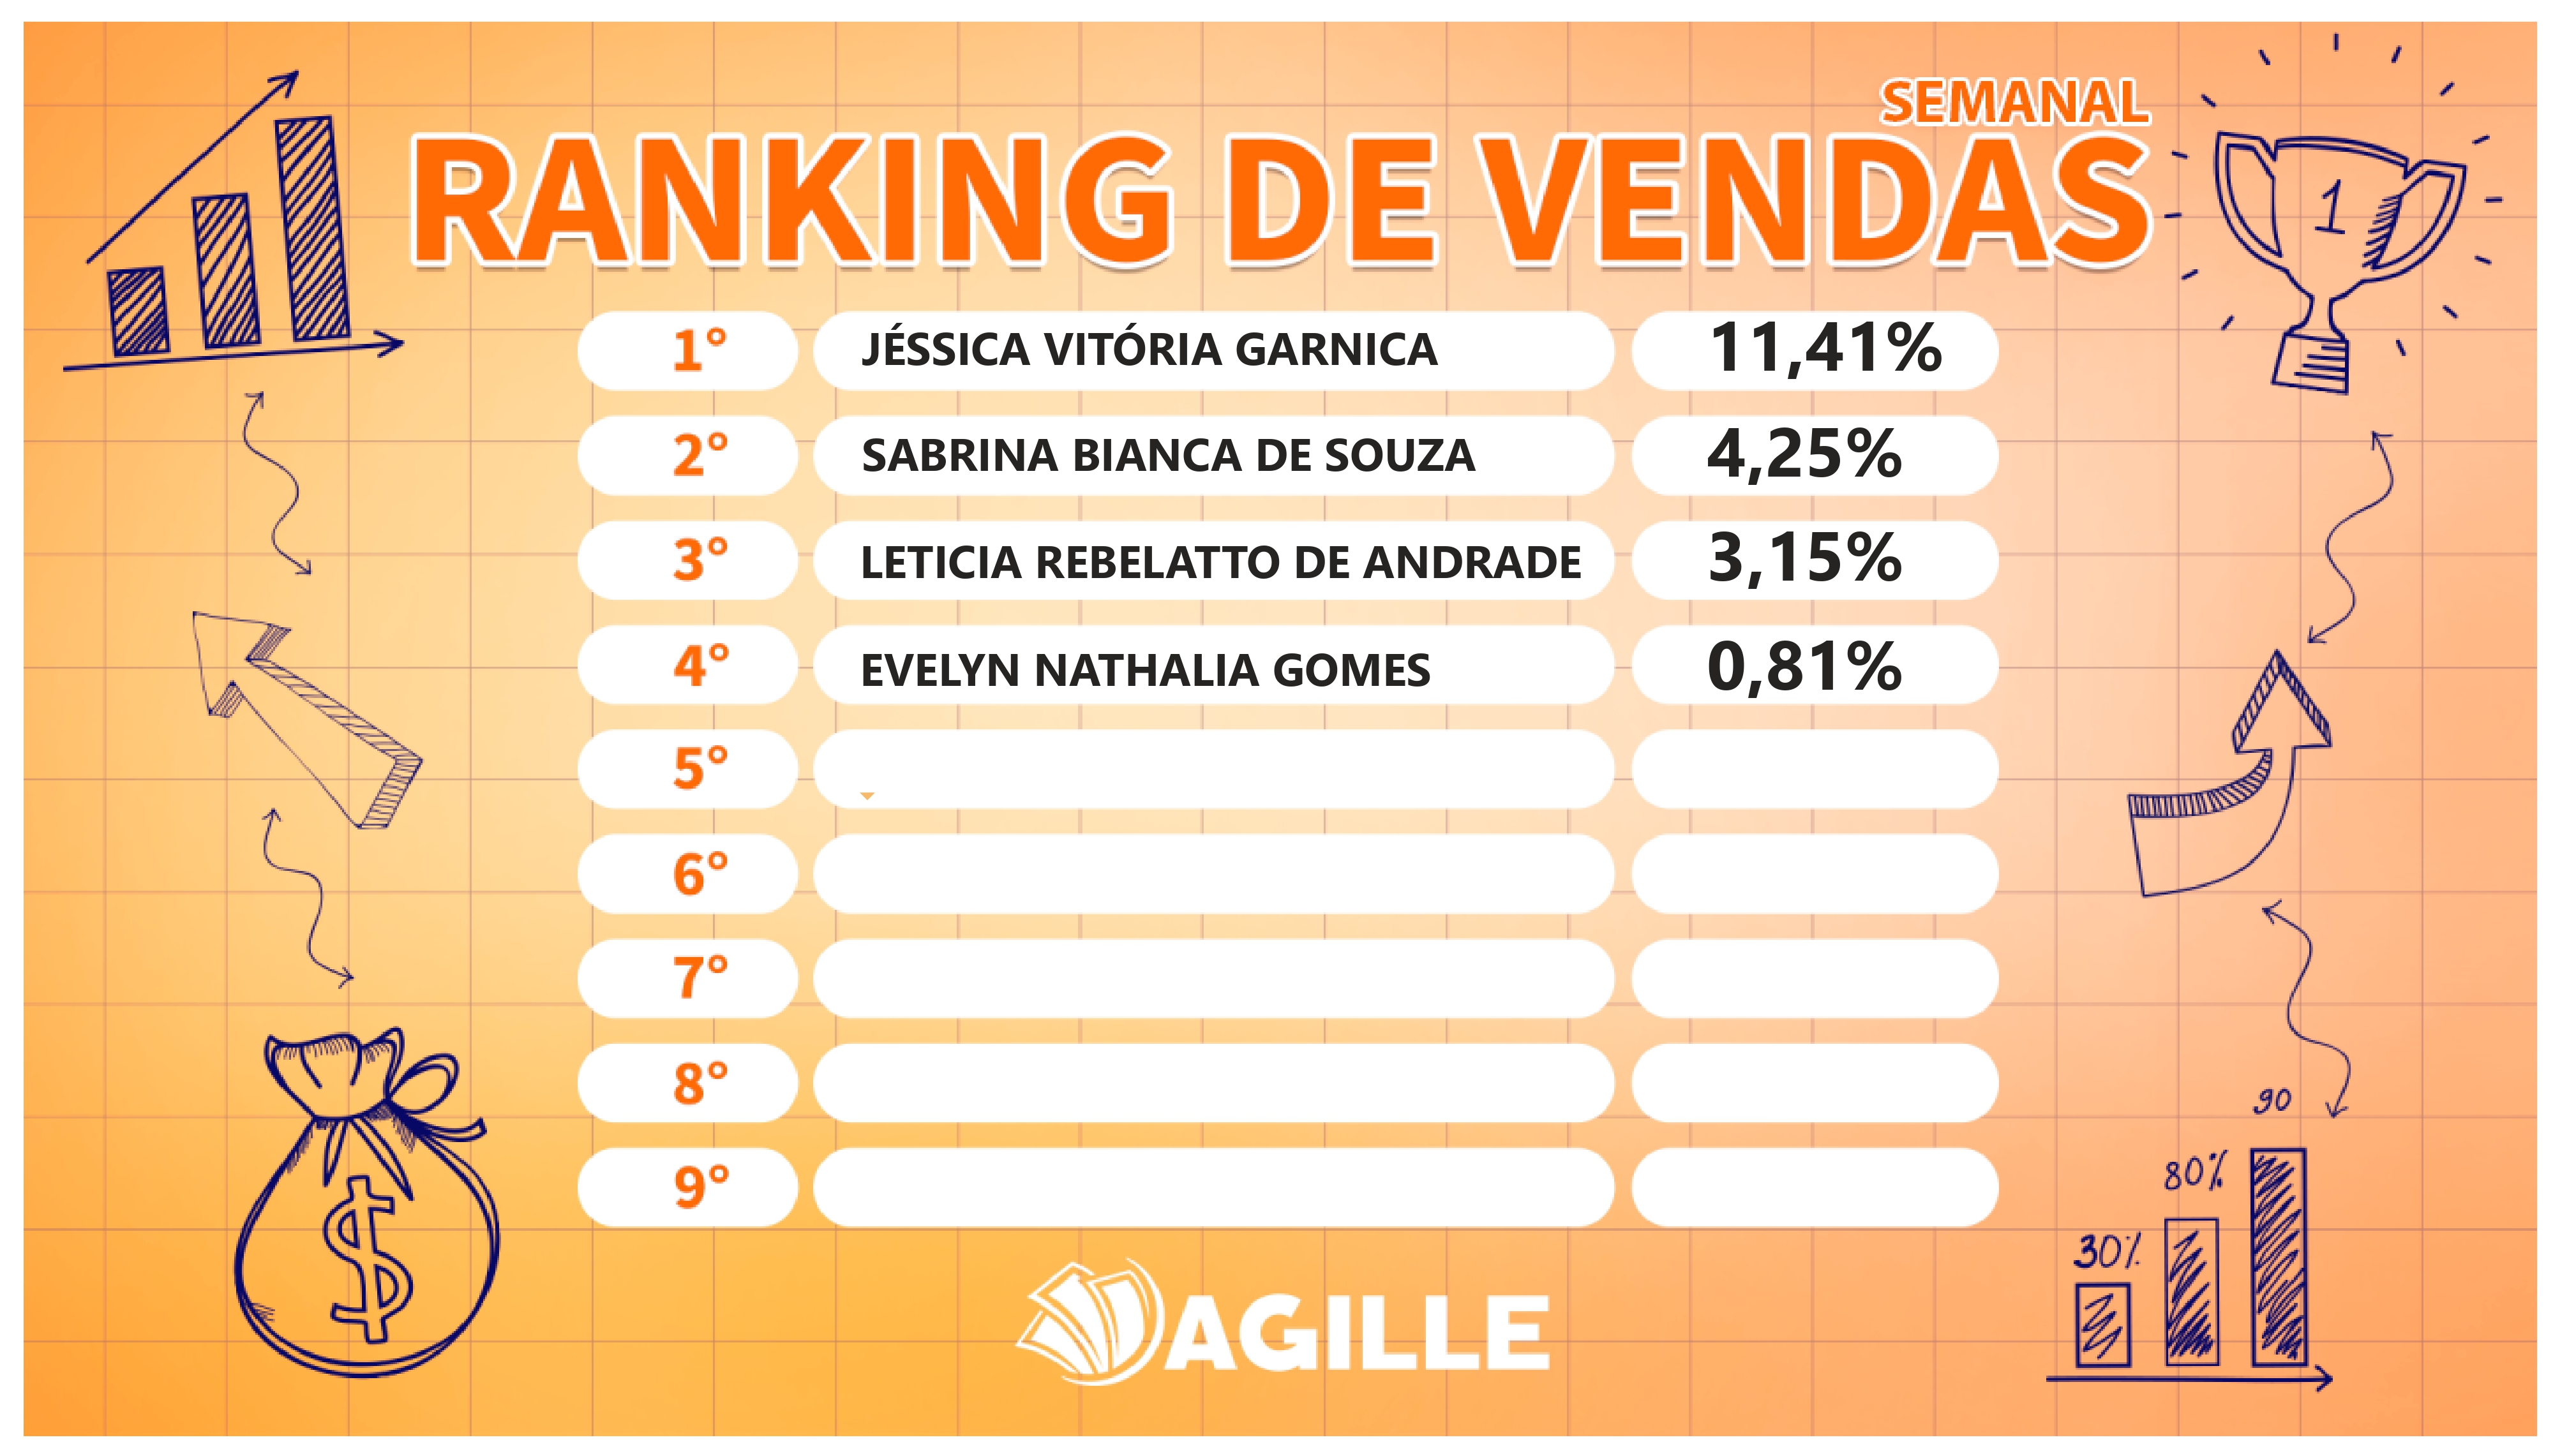 SEMANAL
RANKING DE VENDAS
1
1° JÉSSICA VITÓRIA GARNICA 11,41%
2° SABRINA BIANCA DE SOUZA 4,25%
3° LETICIA REBELATTO DE ANDRADE 3,15%
4° EVELYN NATHALIA GOMES 0,81%
5°
6°
7°
8°
9°
$
90
80%
30%
AGILLE